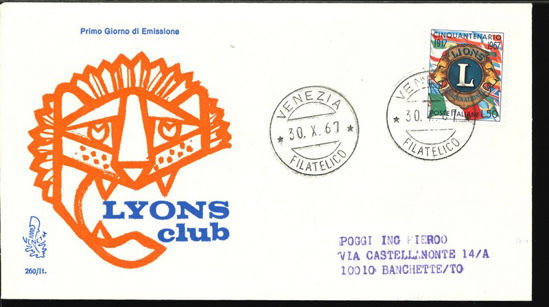 Primo Giorno di Emissione
CINQUANTENARIO
1917 1967
LIONS
L
POSTE ITALIANE L.50
VENEZIA
30. X. 67
FILATELICO
VENEZIA
30. X. 67
FILATELICO
LYONS
club
POGGI ING PIEROO
VIA CASTELLAMONTE 14/A
10010 BANCHETTE/TO
260/It.